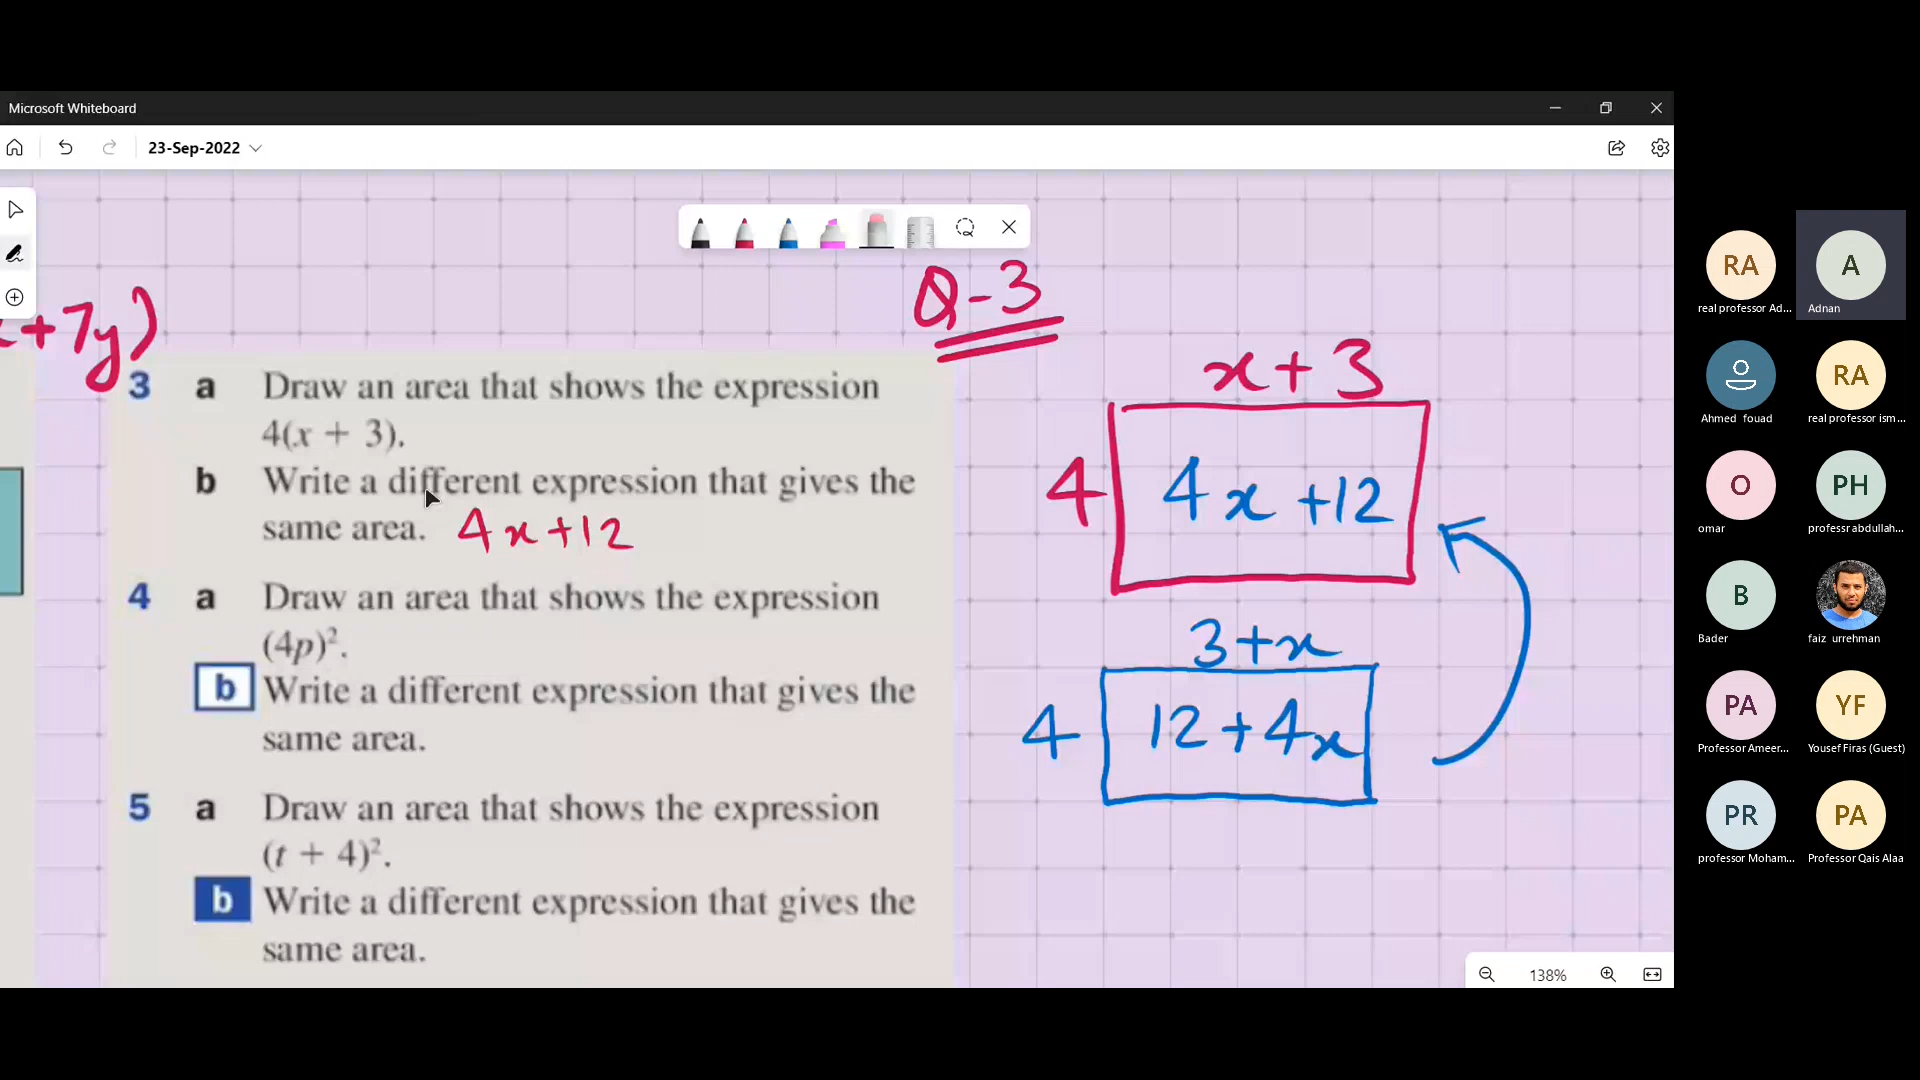 Microsoft Whiteboard
23-Sep-2022
+7y)
Q-3
3 a Draw an area that shows the expression
4(x + 3).
b Write a different expression that gives the
same area. 4x+12
4 a Draw an area that shows the expression
(4p)².
b Write a different expression that gives the
same area.
5 a Draw an area that shows the expression
(t + 4)².
b Write a different expression that gives the
same area.
x+3
4 4x +12
3+x
4 12+4x
138%
RA
real professor Ad...
A
Adnan
Ahmed fouad
RA
real professor ism...
O
omar
PH
professr abdullah...
B
Bader
faiz urrehman
PA
Professor Ameer...
YF
Yousef Firas (Guest)
PR
professor Moham...
PA
Professor Qais Alaa